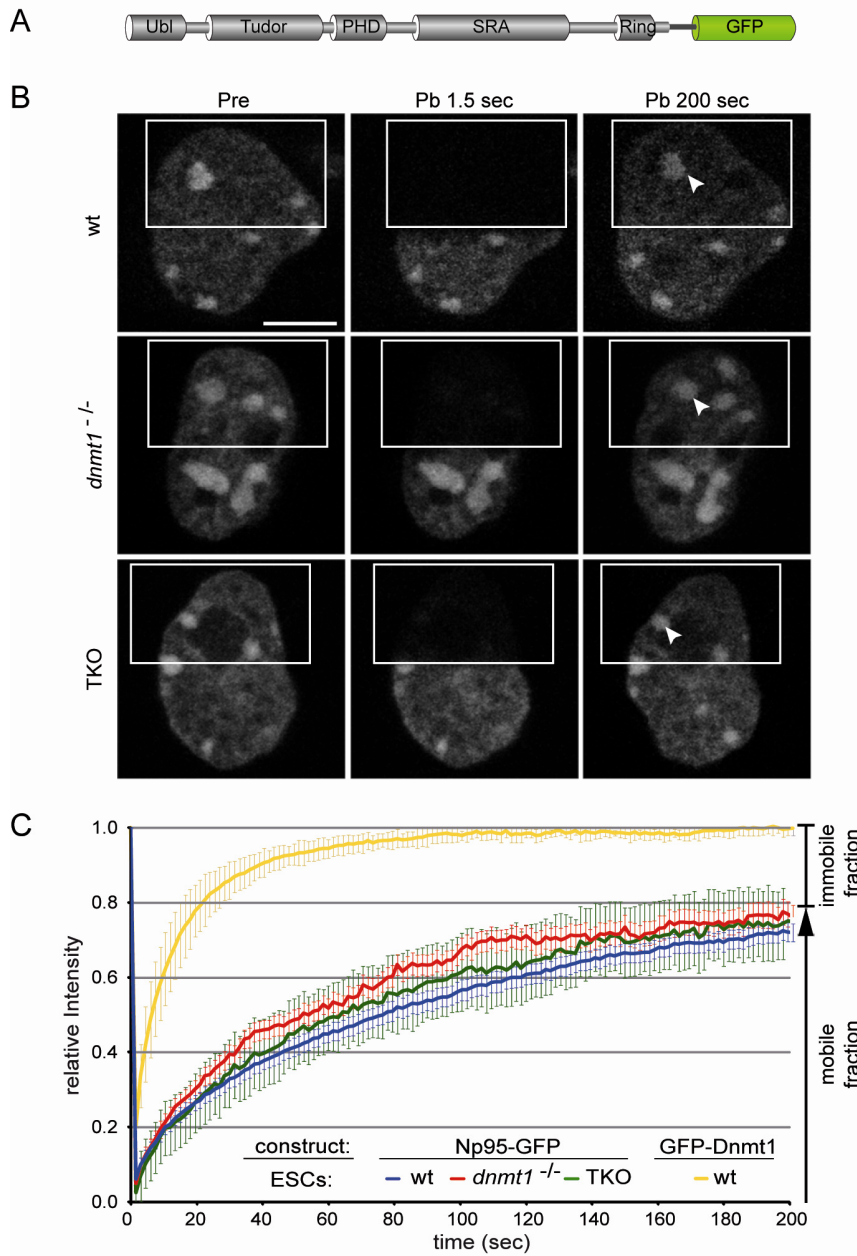 A
Ubl Tudor PHD SRA Ring GFP
B
Pre Pb 1.5 sec Pb 200 sec
wt
dnmt1 -/-
TKO
C
relative Intensity
1.0
0.8
0.6
0.4
0.2
0.0
0 20 40 60 80 100 120 140 160 180 200
time (sec)
construct: Np95-GFP GFP-Dnmt1
ESCs: wt dnmt1 -/- TKO wt
immobile
fraction
mobile
fraction